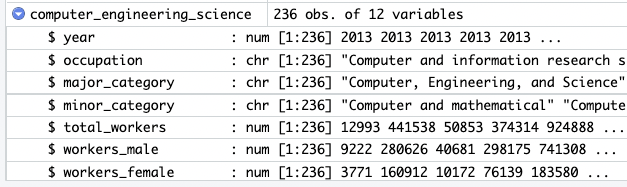 computer_engineering_science 236 obs. of 12 variables
$ year : num [1:236] 2013 2013 2013 2013 2013 ...
$ occupation : chr [1:236] "Computer and information research s
$ major_category : chr [1:236] "Computer, Engineering, and Science"
$ minor_category : chr [1:236] "Computer and mathematical" "Compute
$ total_workers : num [1:236] 12993 441538 50853 374314 924888 ...
$ workers_male : num [1:236] 9222 280626 40681 298175 741308 ...
$ workers_female : num [1:236] 3771 160912 10172 76139 183580 ...